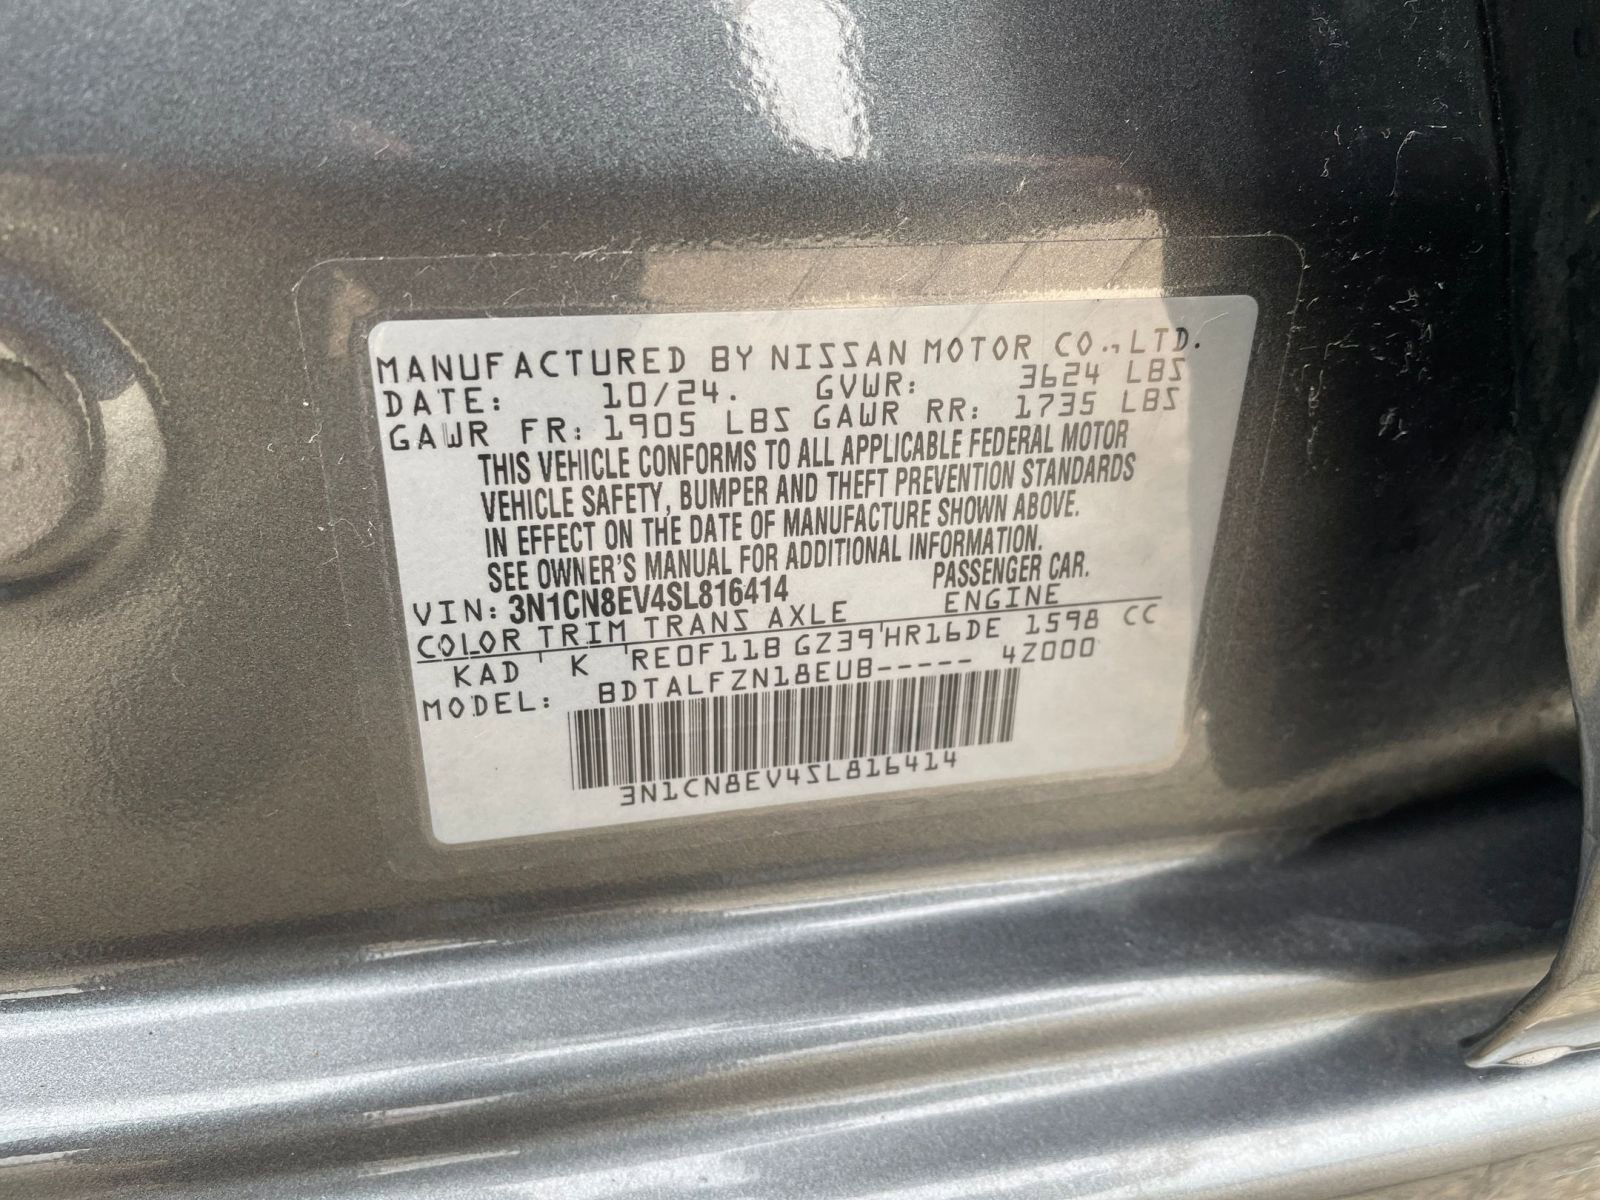 MANUFACTURED BY NISSAN MOTOR CO., LTD.
DATE: 10/24. GVWR: 3624 LBS
GAWR FR: 1905 LBS GAWR RR: 1735 LBS
THIS VEHICLE CONFORMS TO ALL APPLICABLE FEDERAL MOTOR
VEHICLE SAFETY, BUMPER AND THEFT PREVENTION STANDARDS
IN EFFECT ON THE DATE OF MANUFACTURE SHOWN ABOVE.
SEE OWNER'S MANUAL FOR ADDITIONAL INFORMATION.
VIN: 3N1CN8EV4SL816414 PASSENGER CAR.
COLOR TRIM TRANS AXLE ENGINE
KAD K RE0F11B GZ39 HR16DE 1598 CC
MODEL: BDTALFZN18EUB----- 4Z000
3N1CN8EV4SL816414